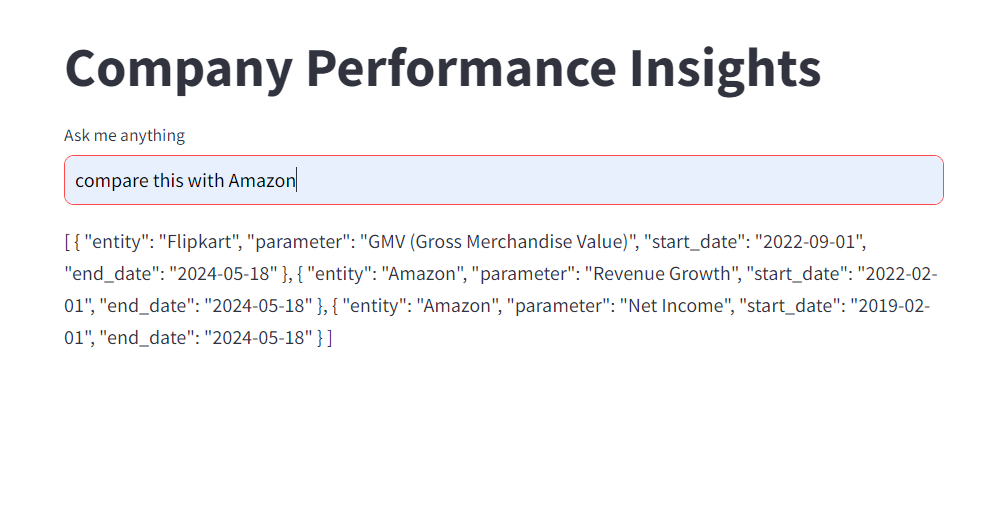 Company Performance Insights
Ask me anything
compare this with Amazon
[ { "entity": "Flipkart", "parameter": "GMV (Gross Merchandise Value)", "start_date": "2022-09-01",
"end_date": "2024-05-18" }, { "entity": "Amazon", "parameter": "Revenue Growth", "start_date": "2022-02-
01", "end_date": "2024-05-18" }, { "entity": "Amazon", "parameter": "Net Income", "start_date": "2019-02-
01", "end_date": "2024-05-18" } ]